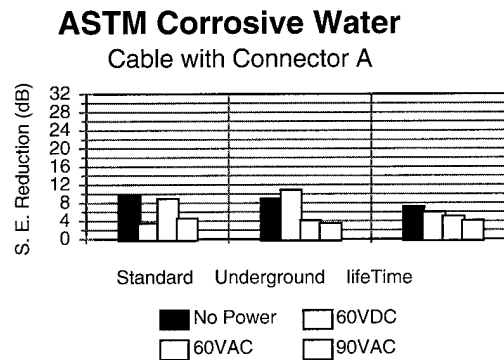 ASTM Corrosive Water
Cable with Connector A
S. E. Reduction (dB)
32
28
24
20
16
12
8
4
0
Standard Underground lifeTime
No Power 60VDC
60VAC 90VAC